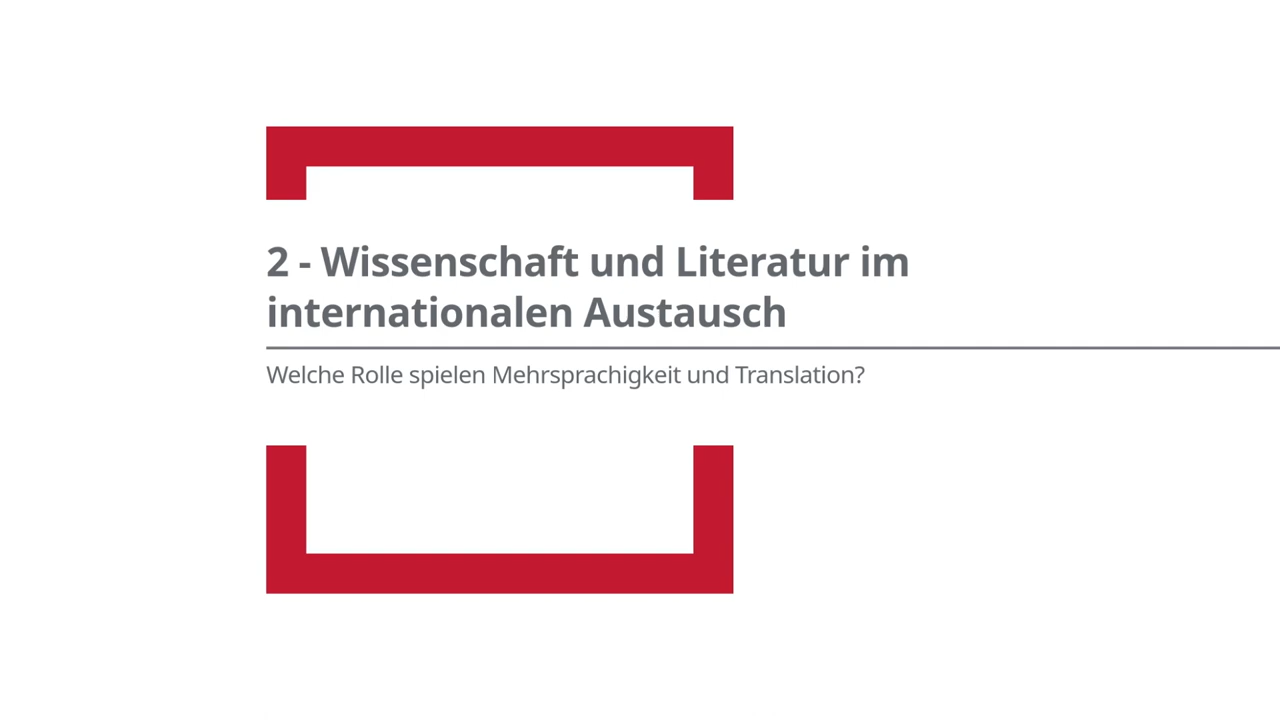 2 - Wissenschaft und Literatur im
internationalen Austausch
Welche Rolle spielen Mehrsprachigkeit und Translation?